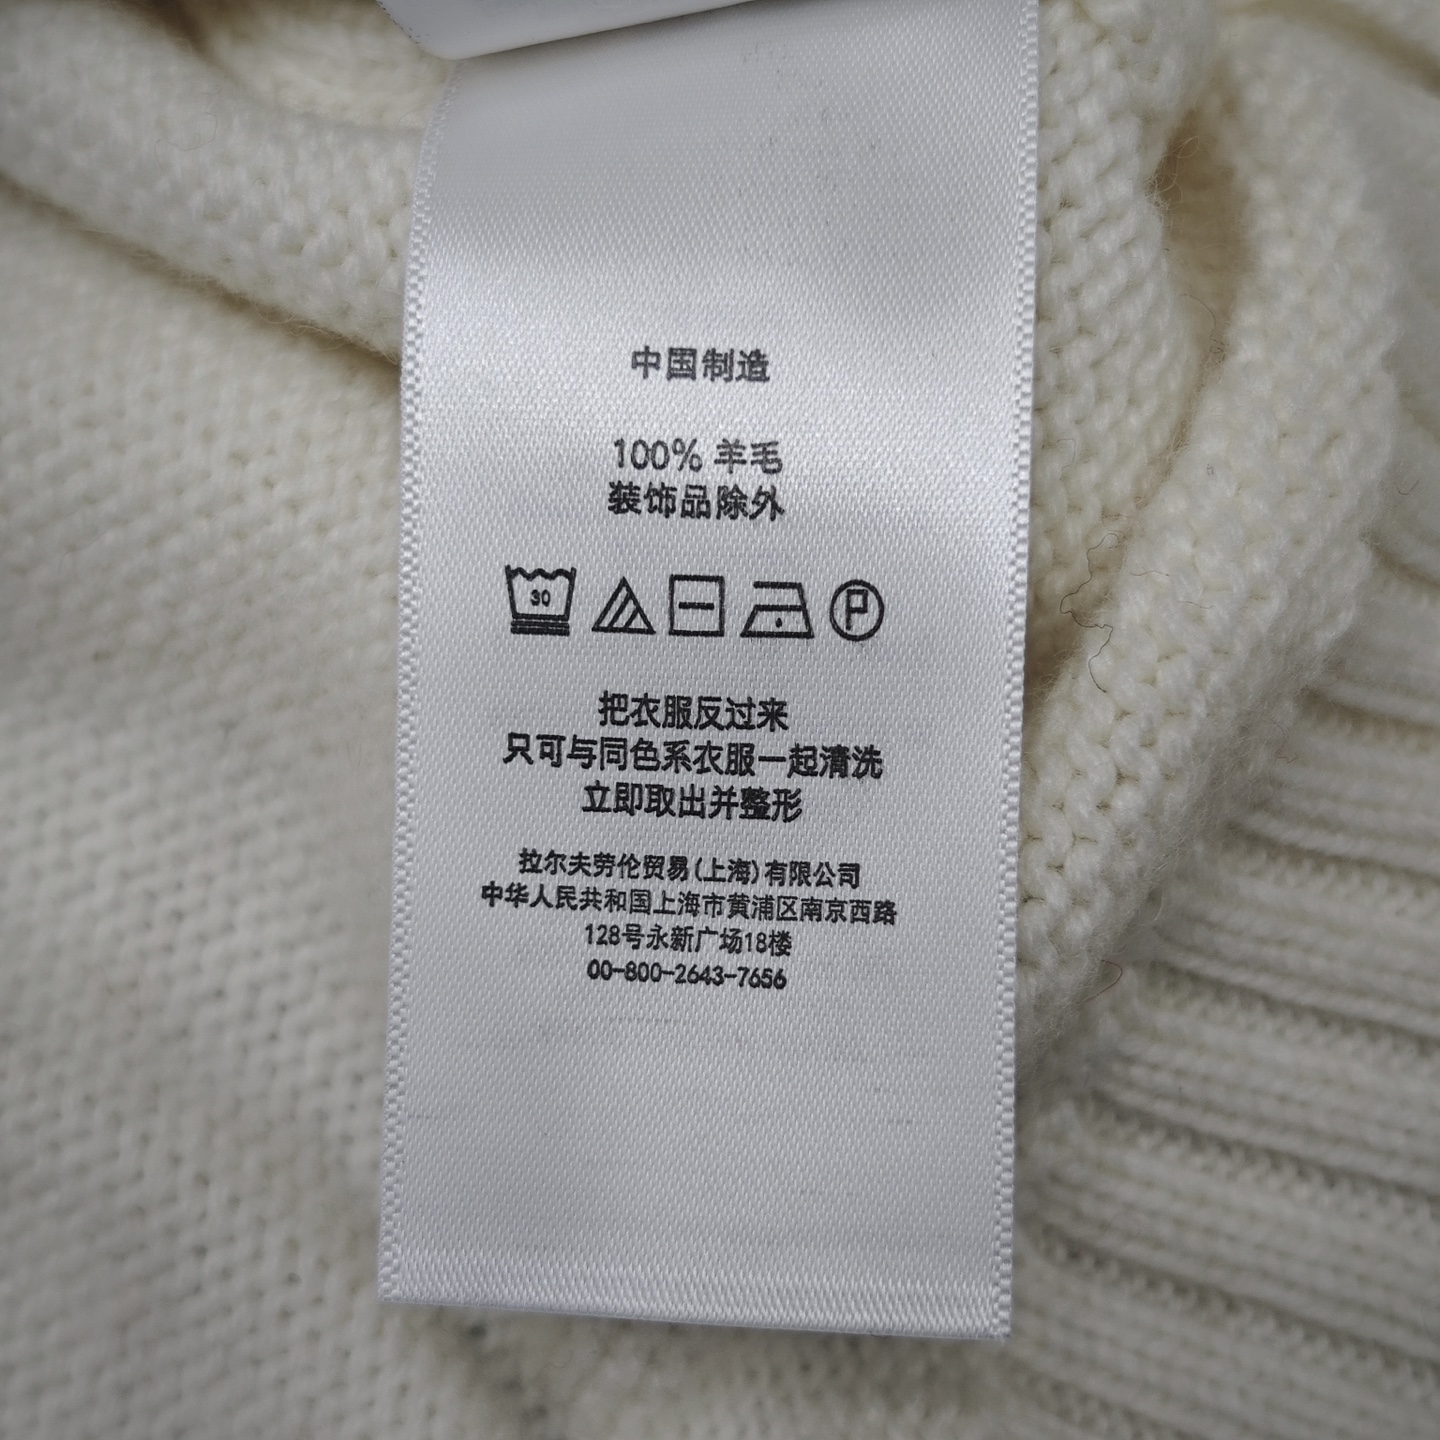 中国制造
100% 羊毛
装饰品除外
30
P
把衣服反过来
只可与同色系衣服一起清洗
立即取出并整形
拉尔夫劳伦贸易(上海)有限公司
中华人民共和国上海市黄浦区南京西路
128号永新广场18楼
00-800-2643-7656